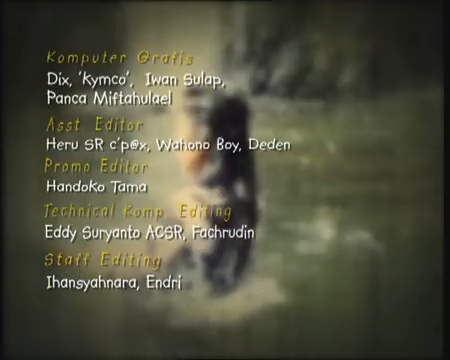 Komputer Grafis
Dix, 'kymco', Iwan Sulap,
Panca Miftahulael
Asst Editor
Heru SR c'p@x, Wahono Boy, Deden
Promo Editor
Handoko Tama
Technical Komp. Editing
Eddy Suryanto ACSR, Fachrudin
Staff Editing
Ihansyahnara, Endri